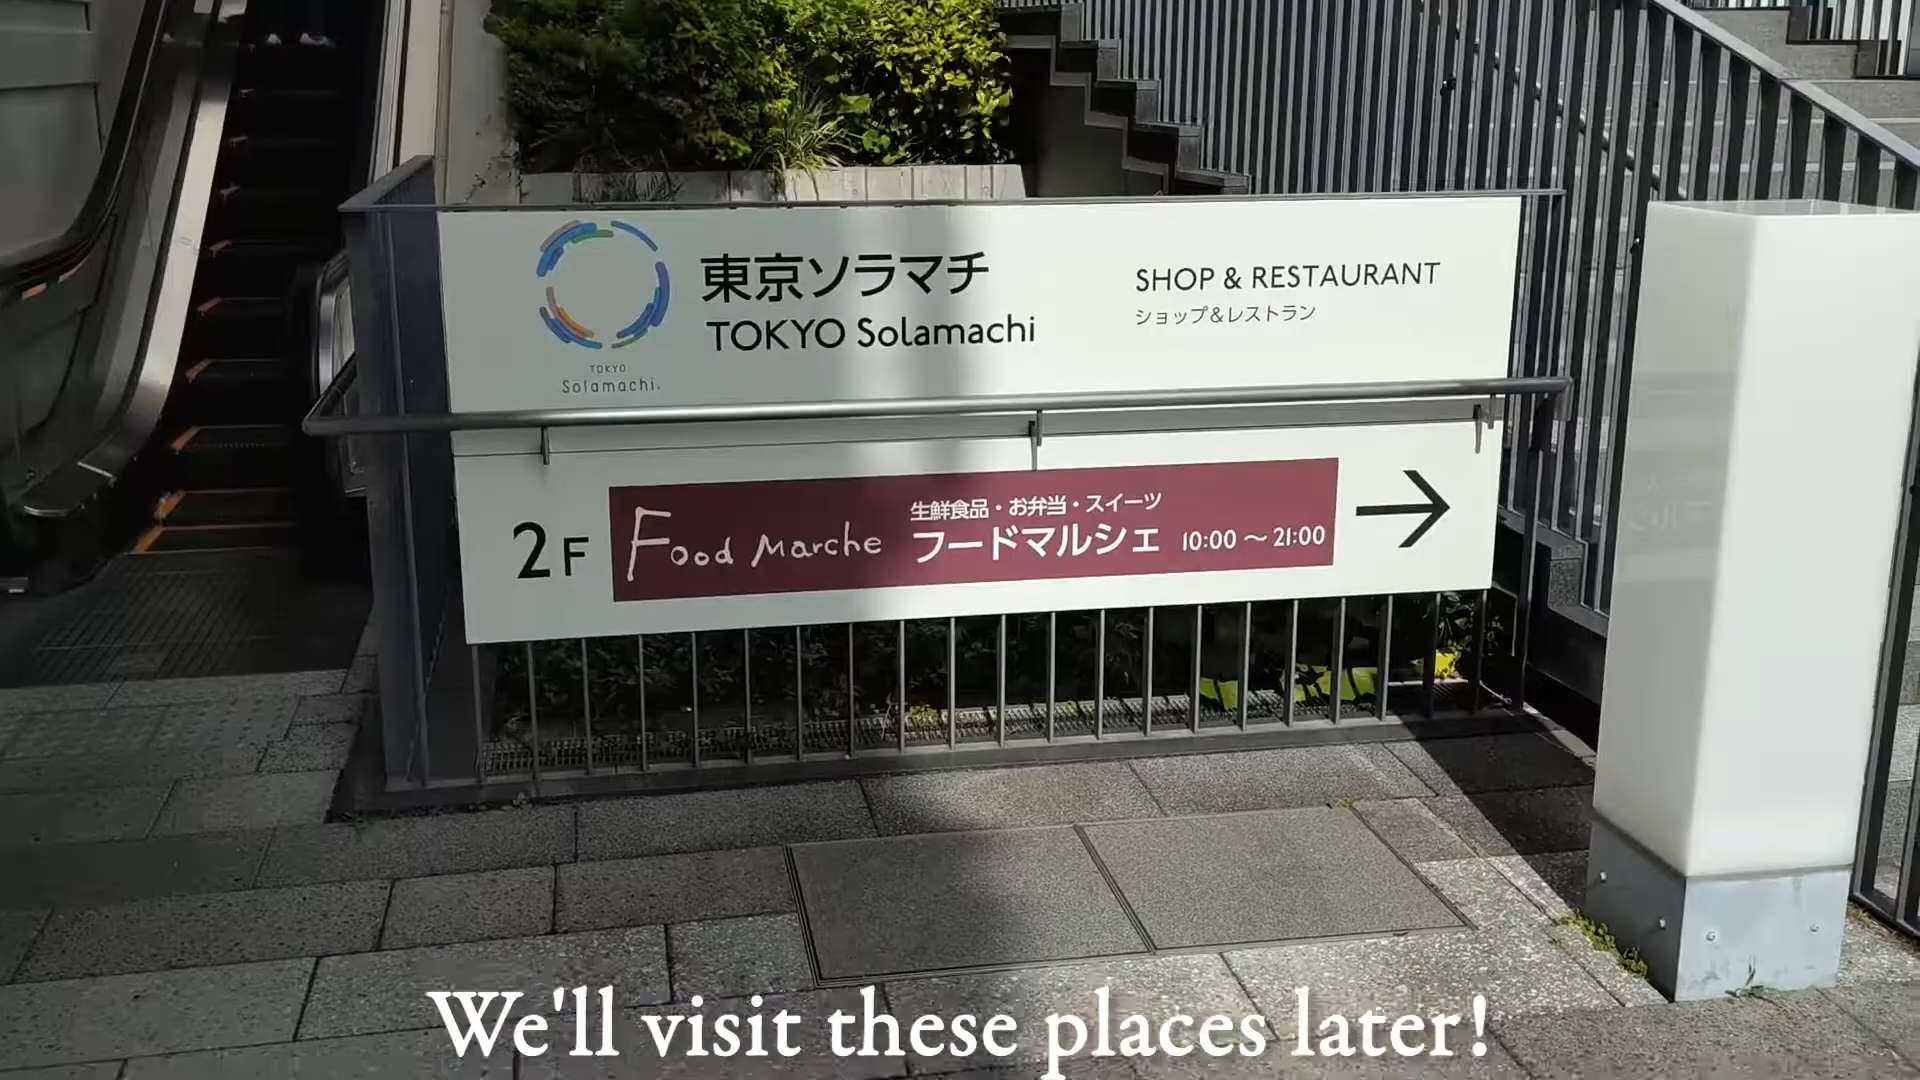 東京ソラマチ
TOKYO Solamachi
TOKYO
Solamachi.
SHOP & RESTAURANT
ショップ&レストラン
2F
Food Marche
生鮮食品・お弁当・スイーツ
フードマルシェ 10:00～21:00
We'll visit these places later!